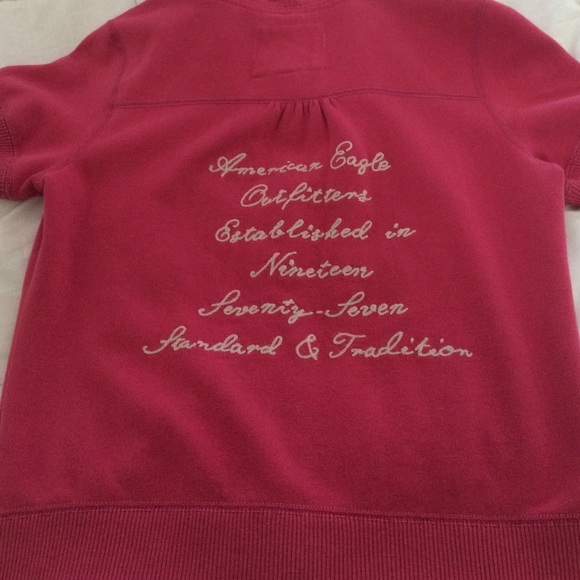 American Eagle
Outfitters
Established in
Nineteen
Seventy-Seven
Standard & Tradition